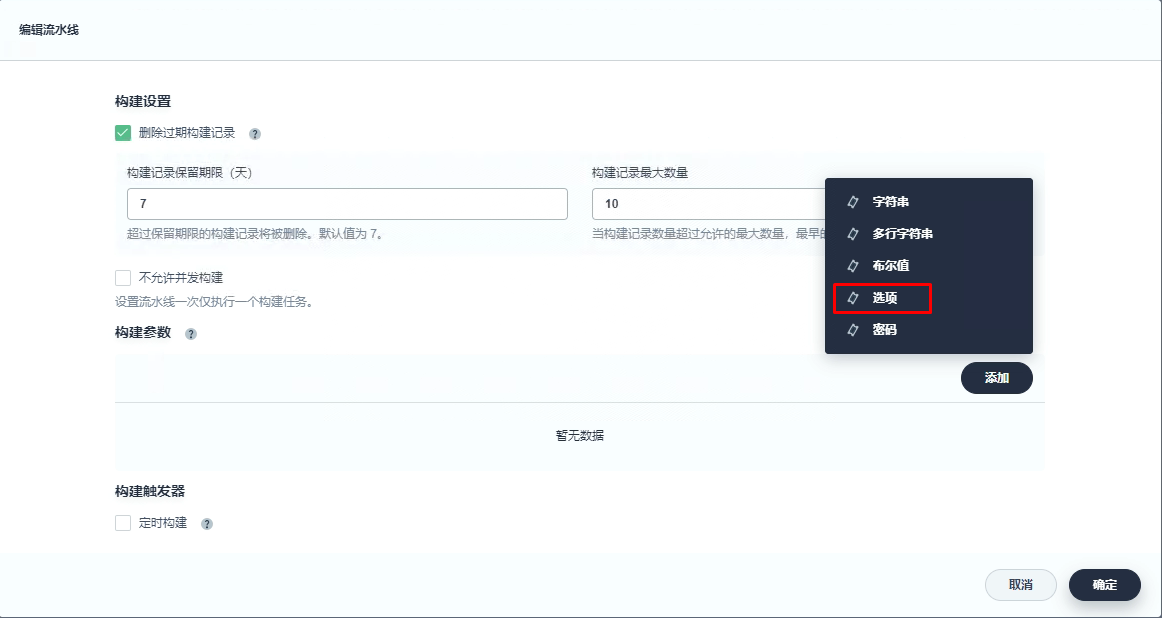 编辑流水线
构建设置
删除过期构建记录 ?
构建记录保留期限（天）
7
超过保留期限的构建记录将被删除。默认值为 7。
构建记录最大数量
10
当构建记录数量超过允许的最大数量，最早的
不允许并发构建
设置流水线一次仅执行一个构建任务。
字符串
多行字符串
布尔值
选项
密码
构建参数 ?
添加
暂无数据
构建触发器
定时构建 ?
取消
确定